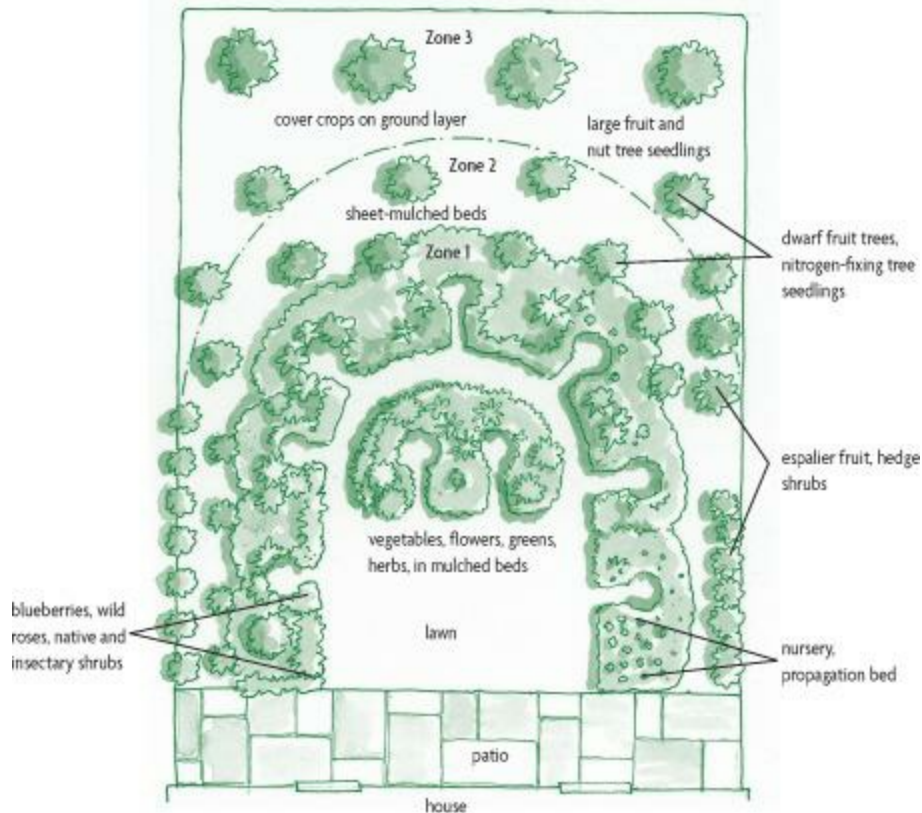 Zone 3
cover crops on ground layer
large fruit and
nut tree seedlings
Zone 2
sheet-mulched beds
dwarf fruit trees,
nitrogen-fixing tree
seedlings
Zone 1
espalier fruit, hedge
shrubs
vegetables, flowers, greens,
herbs, in mulched beds
blueberries, wild
roses, native and
insectary shrubs
lawn
nursery,
propagation bed
patio
house